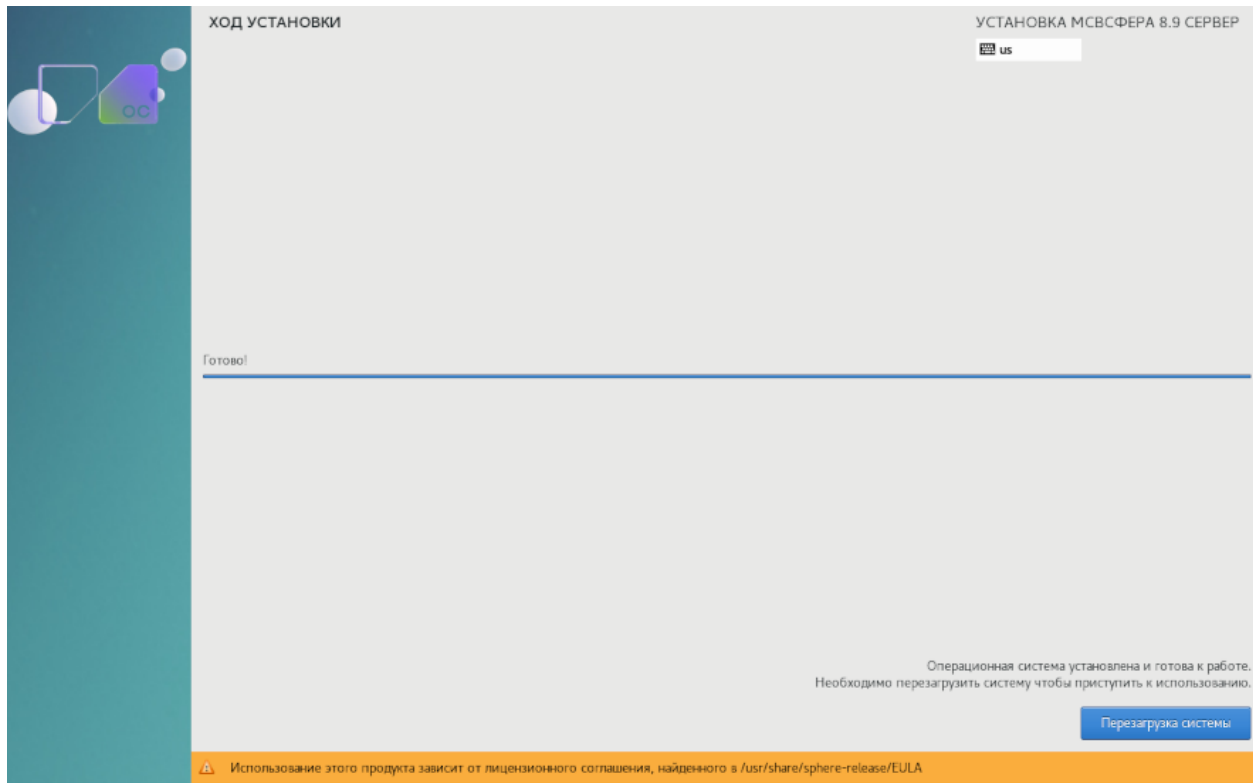 ХОД УСТАНОВКИ
УСТАНОВКА МСВСФЕРА 8.9 СЕРВЕР
us
ОС
Готово!
Операционная система установлена и готова к работе.
Необходимо перезагрузить систему чтобы приступить к использованию.
Перезагрузка системы
Использование этого продукта зависит от лицензионного соглашения, найденного в /usr/share/sphere-release/EULA